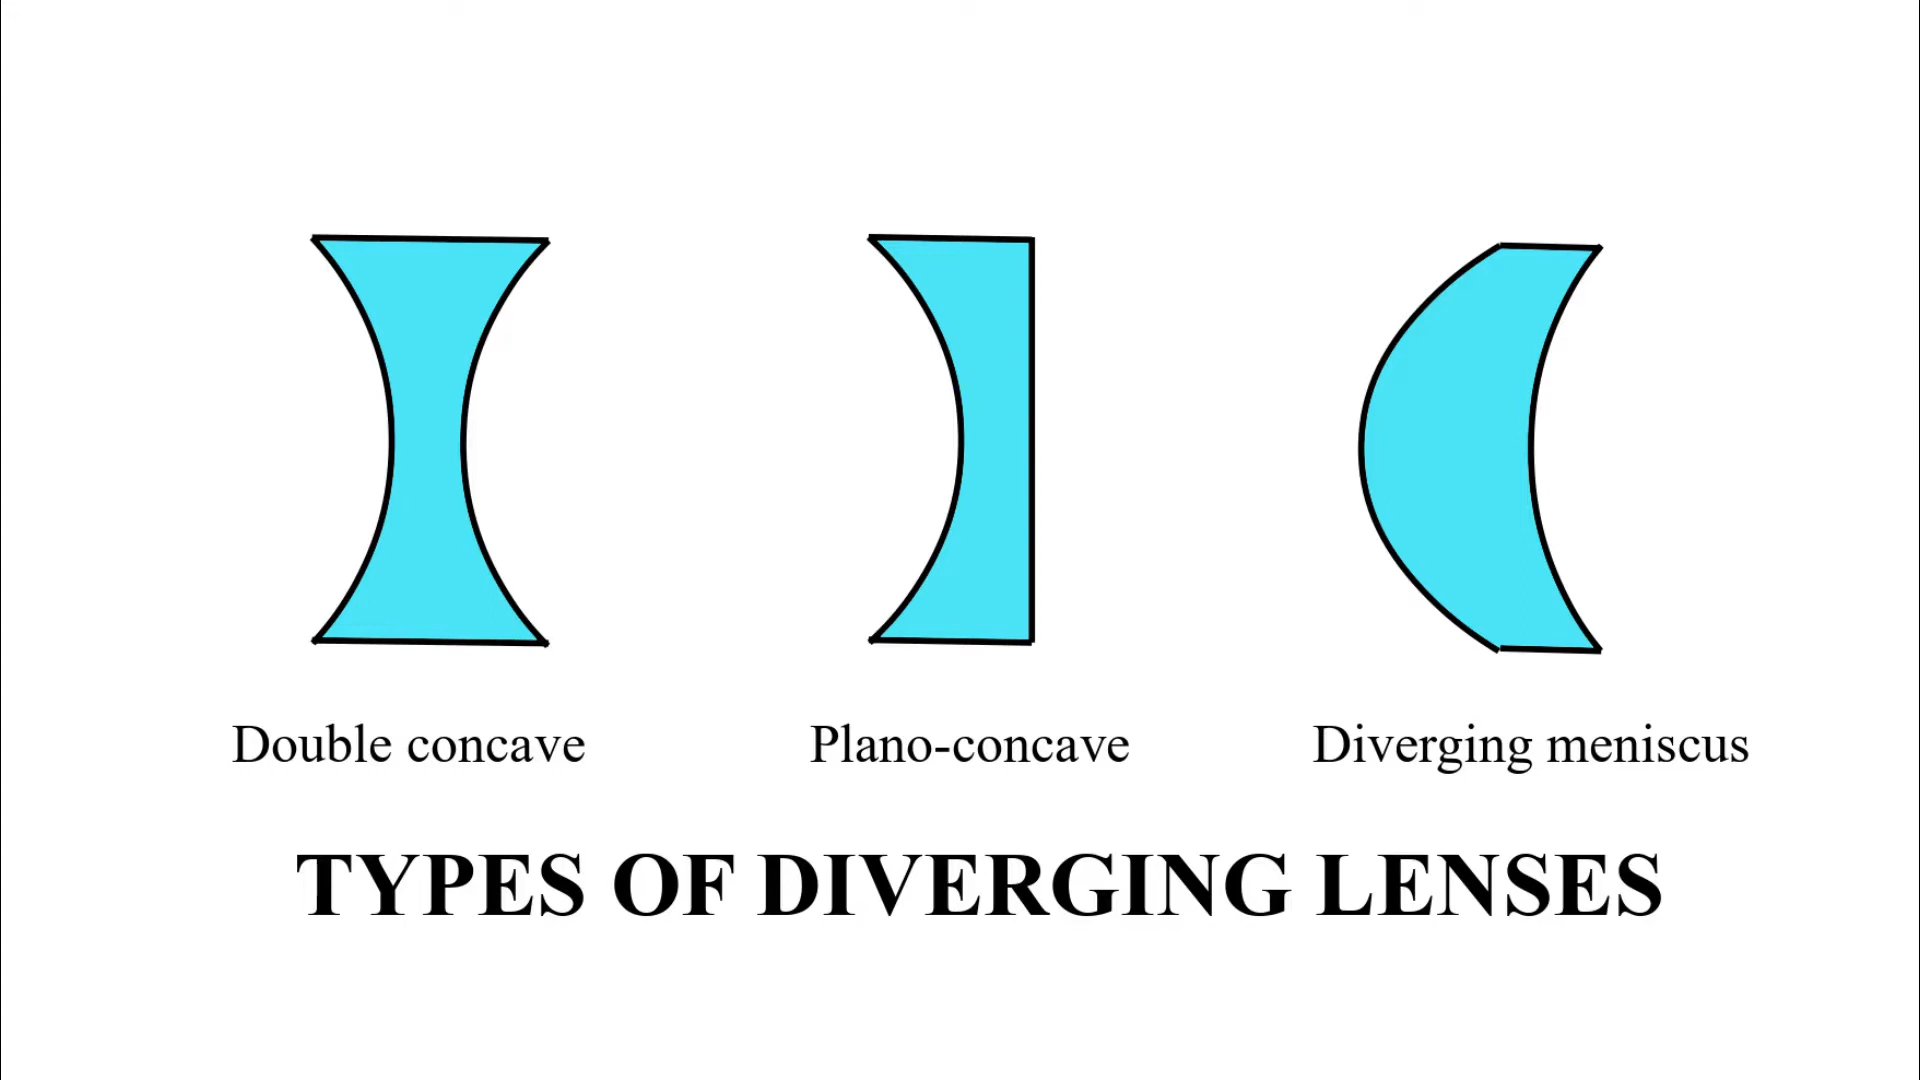 Double concave
Plano-concave
Diverging meniscus
TYPES OF DIVERGING LENSES